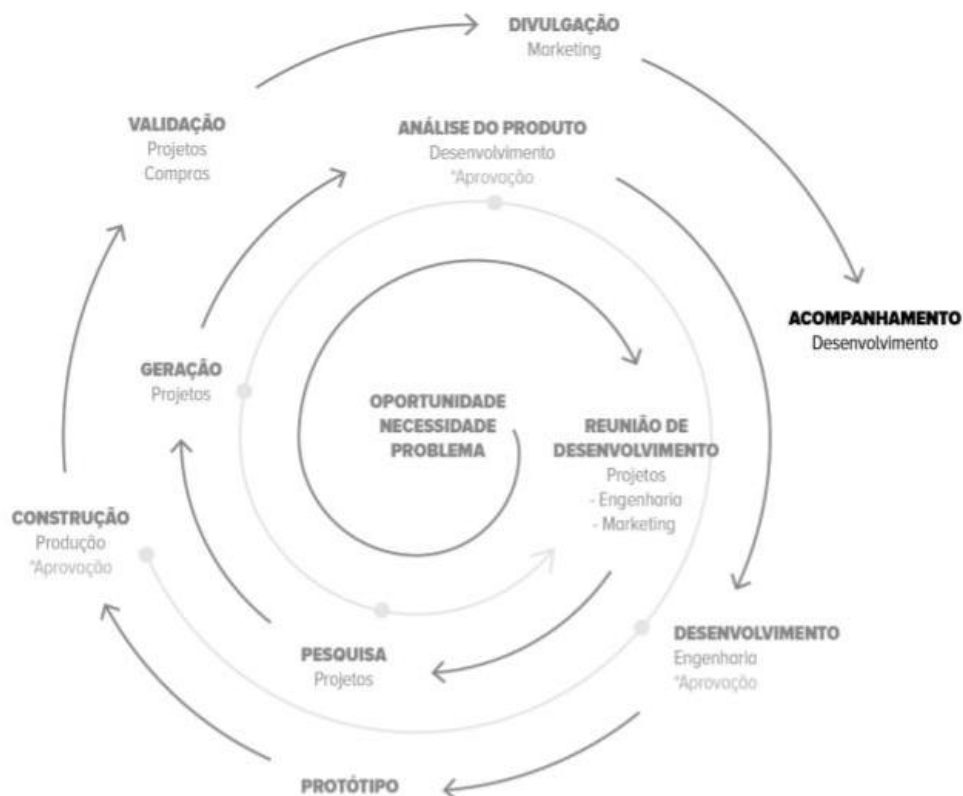 DIVULGAÇÃO
Marketing
VALIDAÇÃO
Projetos
Compras
ANÁLISE DO PRODUTO
Desenvolvimento
*Aprovação
ACOMPANHAMENTO
Desenvolvimento
GERAÇÃO
Projetos
OPORTUNIDADE
NECESSIDADE
PROBLEMA
REUNIÃO DE
DESENVOLVIMENTO
Projetos
- Engenharia
- Marketing
CONSTRUÇÃO
Produção
*Aprovação
PESQUISA
Projetos
DESENVOLVIMENTO
Engenharia
*Aprovação
PROTÓTIPO